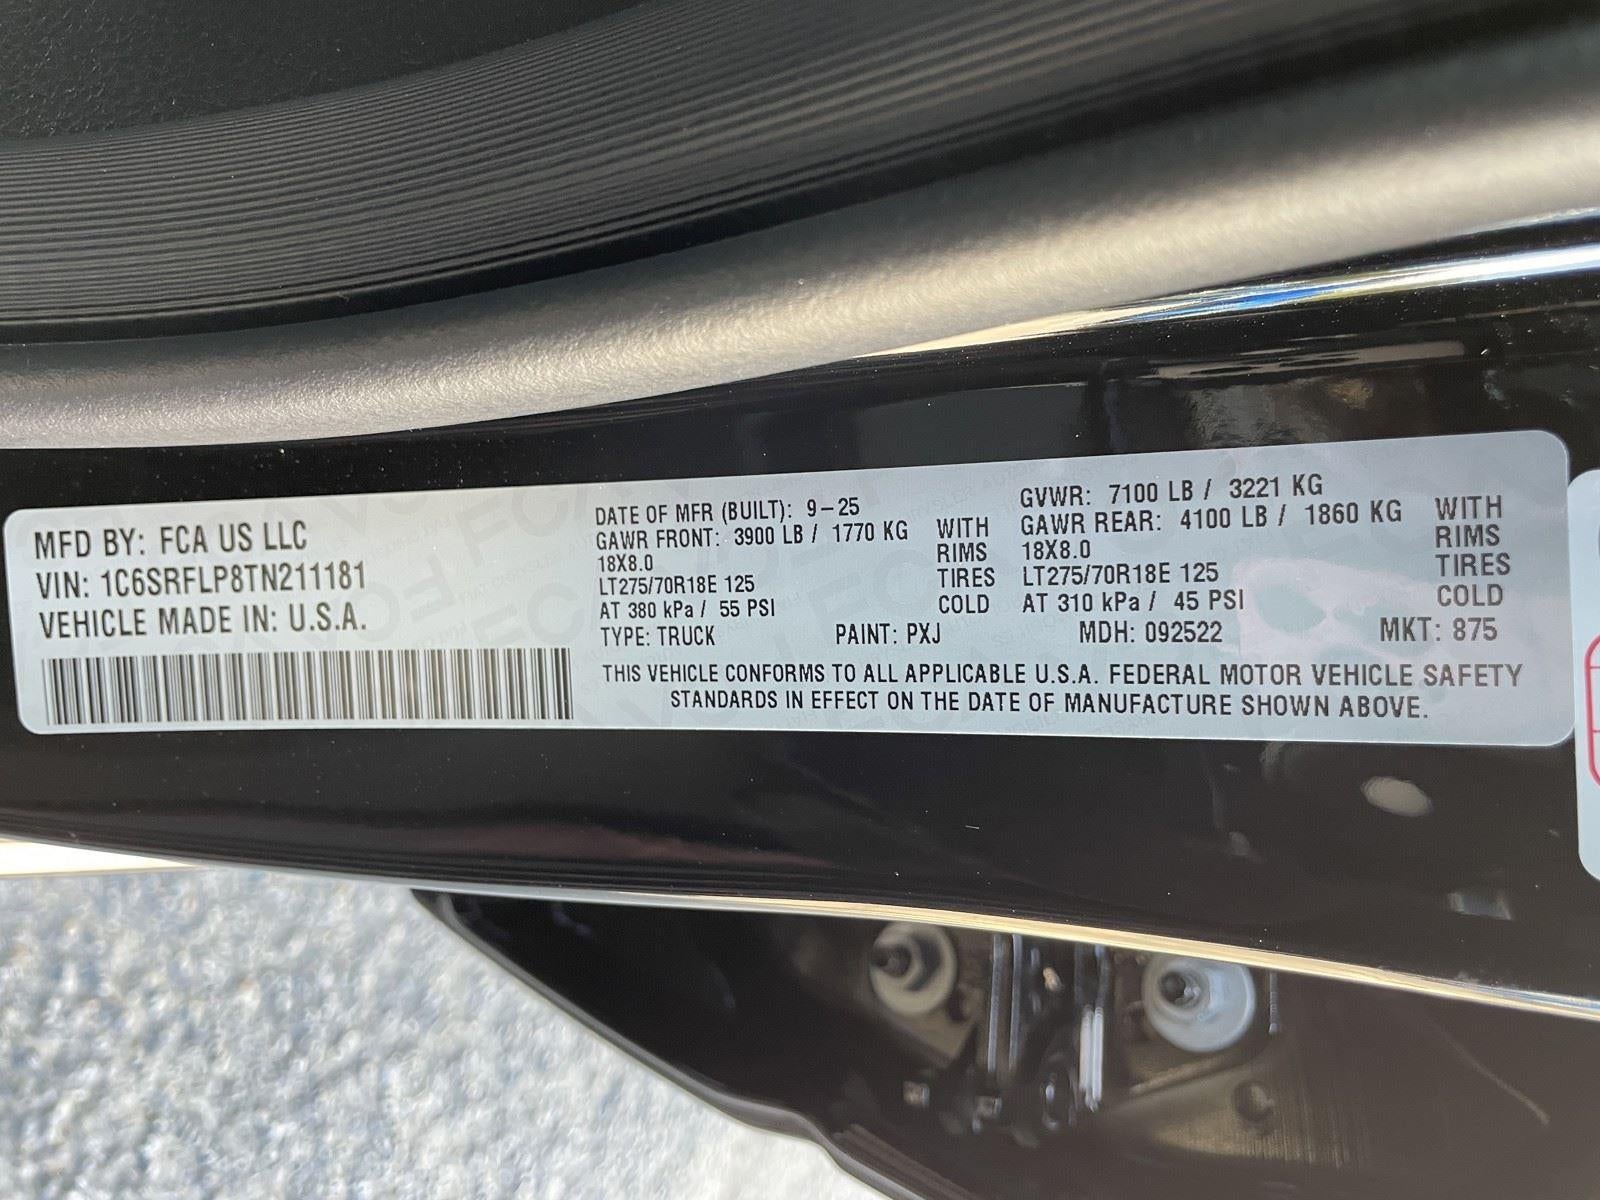 MFD BY: FCA US LLC
VIN: 1C6SRFLP8TN211181
VEHICLE MADE IN: U.S.A.
DATE OF MFR (BUILT): 9-25
GAWR FRONT: 3900 LB / 1770 KG WITH
18X8.0 RIMS
LT275/70R18E 125 TIRES
AT 380 kPa / 55 PSI COLD
GVWR: 7100 LB / 3221 KG
GAWR REAR: 4100 LB / 1860 KG WITH
18X8.0 RIMS
LT275/70R18E 125 TIRES
AT 310 kPa / 45 PSI COLD
TYPE: TRUCK PAINT: PXJ MDH: 092522 MKT: 875
THIS VEHICLE CONFORMS TO ALL APPLICABLE U.S.A. FEDERAL MOTOR VEHICLE SAFETY
STANDARDS IN EFFECT ON THE DATE OF MANUFACTURE SHOWN ABOVE.